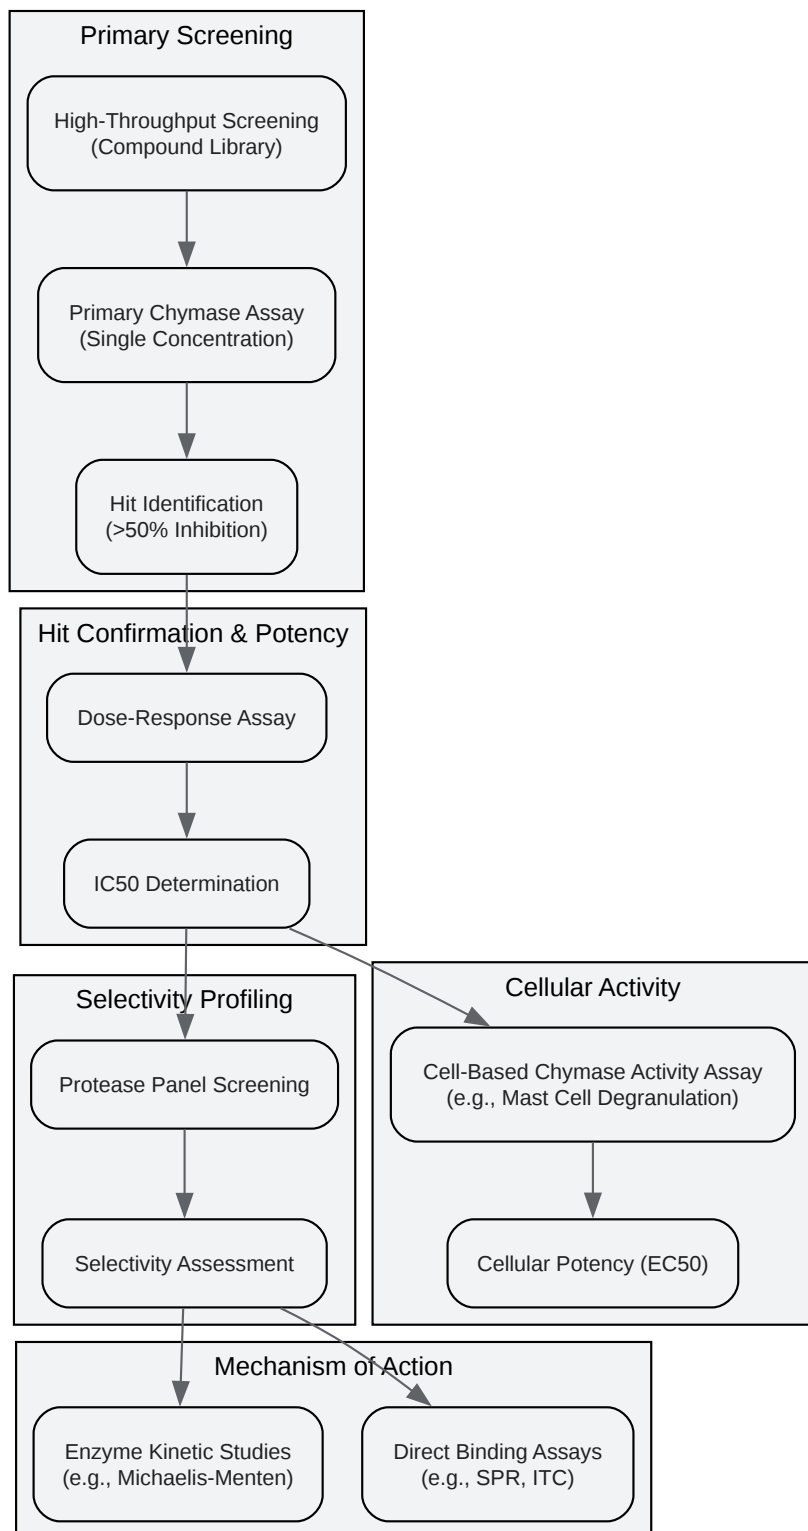 Primary Screening
High-Throughput Screening
(Compound Library)
Primary Chymase Assay
(Single Concentration)
Hit Identification
(>50% Inhibition)
Hit Confirmation & Potency
Dose-Response Assay
IC50 Determination
Selectivity Profiling
Protease Panel Screening
Selectivity Assessment
Cellular Activity
Cell-Based Chymase Activity Assay
(e.g., Mast Cell Degranulation)
Cellular Potency (EC50)
Mechanism of Action
Enzyme Kinetic Studies
(e.g., Michaelis-Menten)
Direct Binding Assays
(e.g., SPR, ITC)